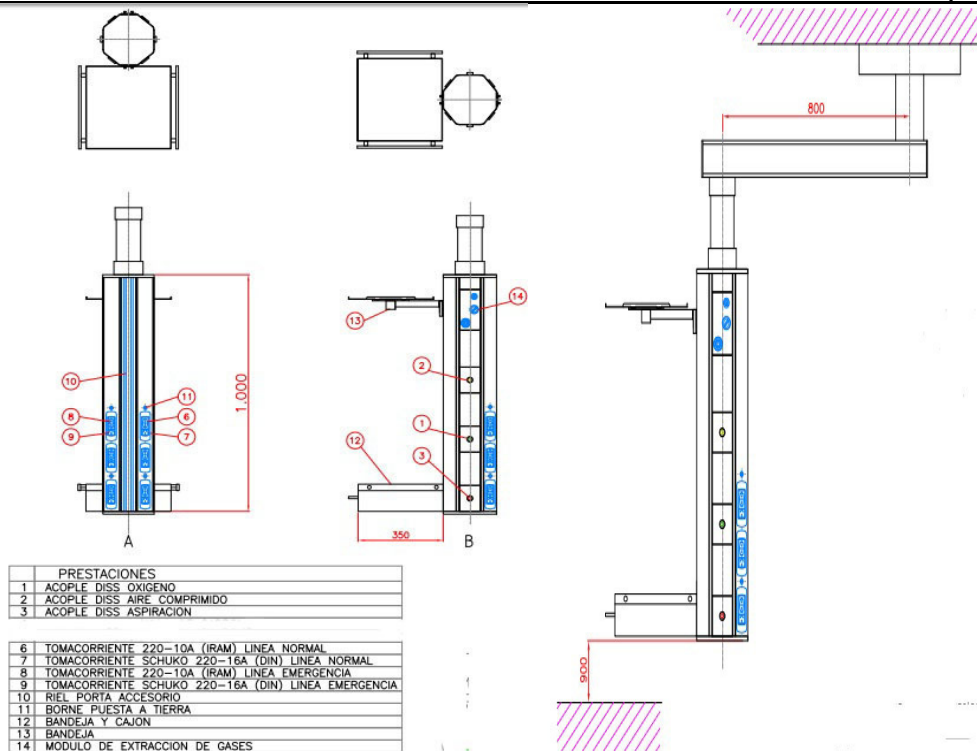 800
14
13
2
10
11
1.000
8
6
1
9
7
12
3
350
A
B
900
PRESTACIONES
1 ACOPLE DISS OXIGENO
2 ACOPLE DISS AIRE COMPRIMIDO
3 ACOPLE DISS ASPIRACION
6 TOMACORRIENTE 220-10A (IRAM) LINEA NORMAL
7 TOMACORRIENTE SCHUKO 220-16A (DIN) LINEA NORMAL
8 TOMACORRIENTE 220-10A (IRAM) LINEA EMERGENCIA
9 TOMACORRIENTE SCHUKO 220-16A (DIN) LINEA EMERGENCIA
10 RIEL PORTA ACCESORIO
11 BORNE PUESTA A TIERRA
12 BANDEJA Y CAJON
13 BANDEJA
14 MODULO DE EXTRACCION DE GASES